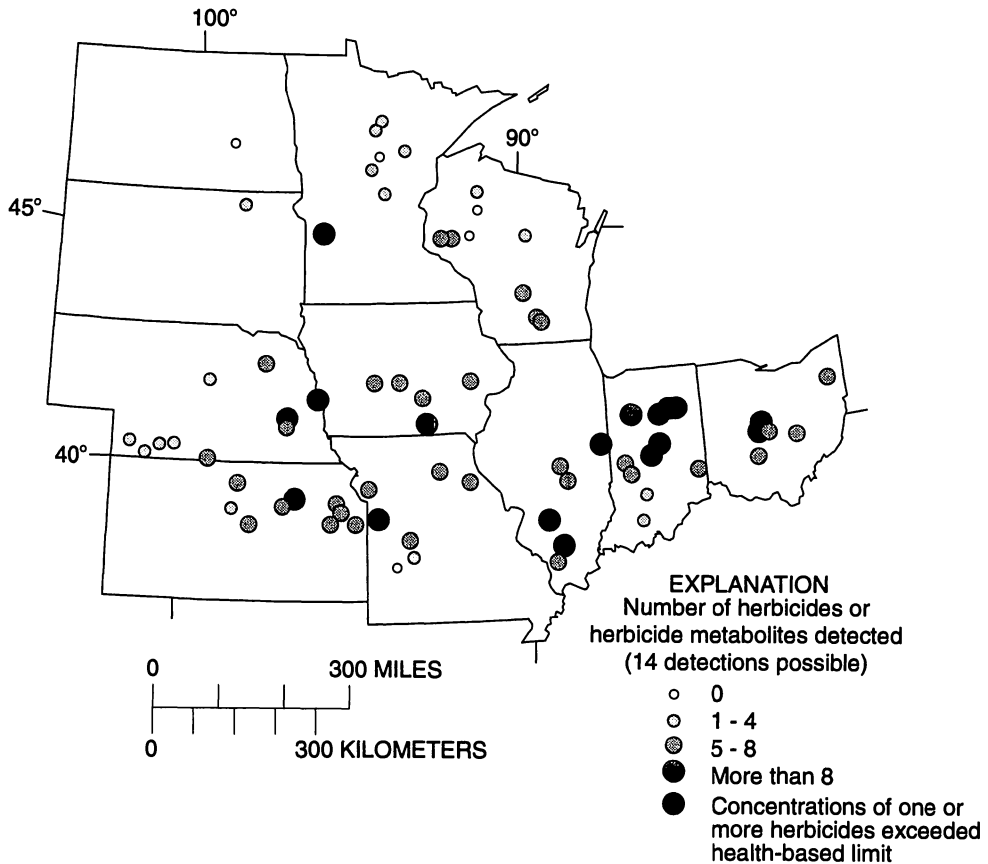 100°
90°
45°
40°
EXPLANATION
Number of herbicides or
herbicide metabolites detected
(14 detections possible)
0
1 - 4
5 - 8
More than 8
Concentrations of one or
more herbicides exceeded
health-based limit
0 300 MILES
0 300 KILOMETERS